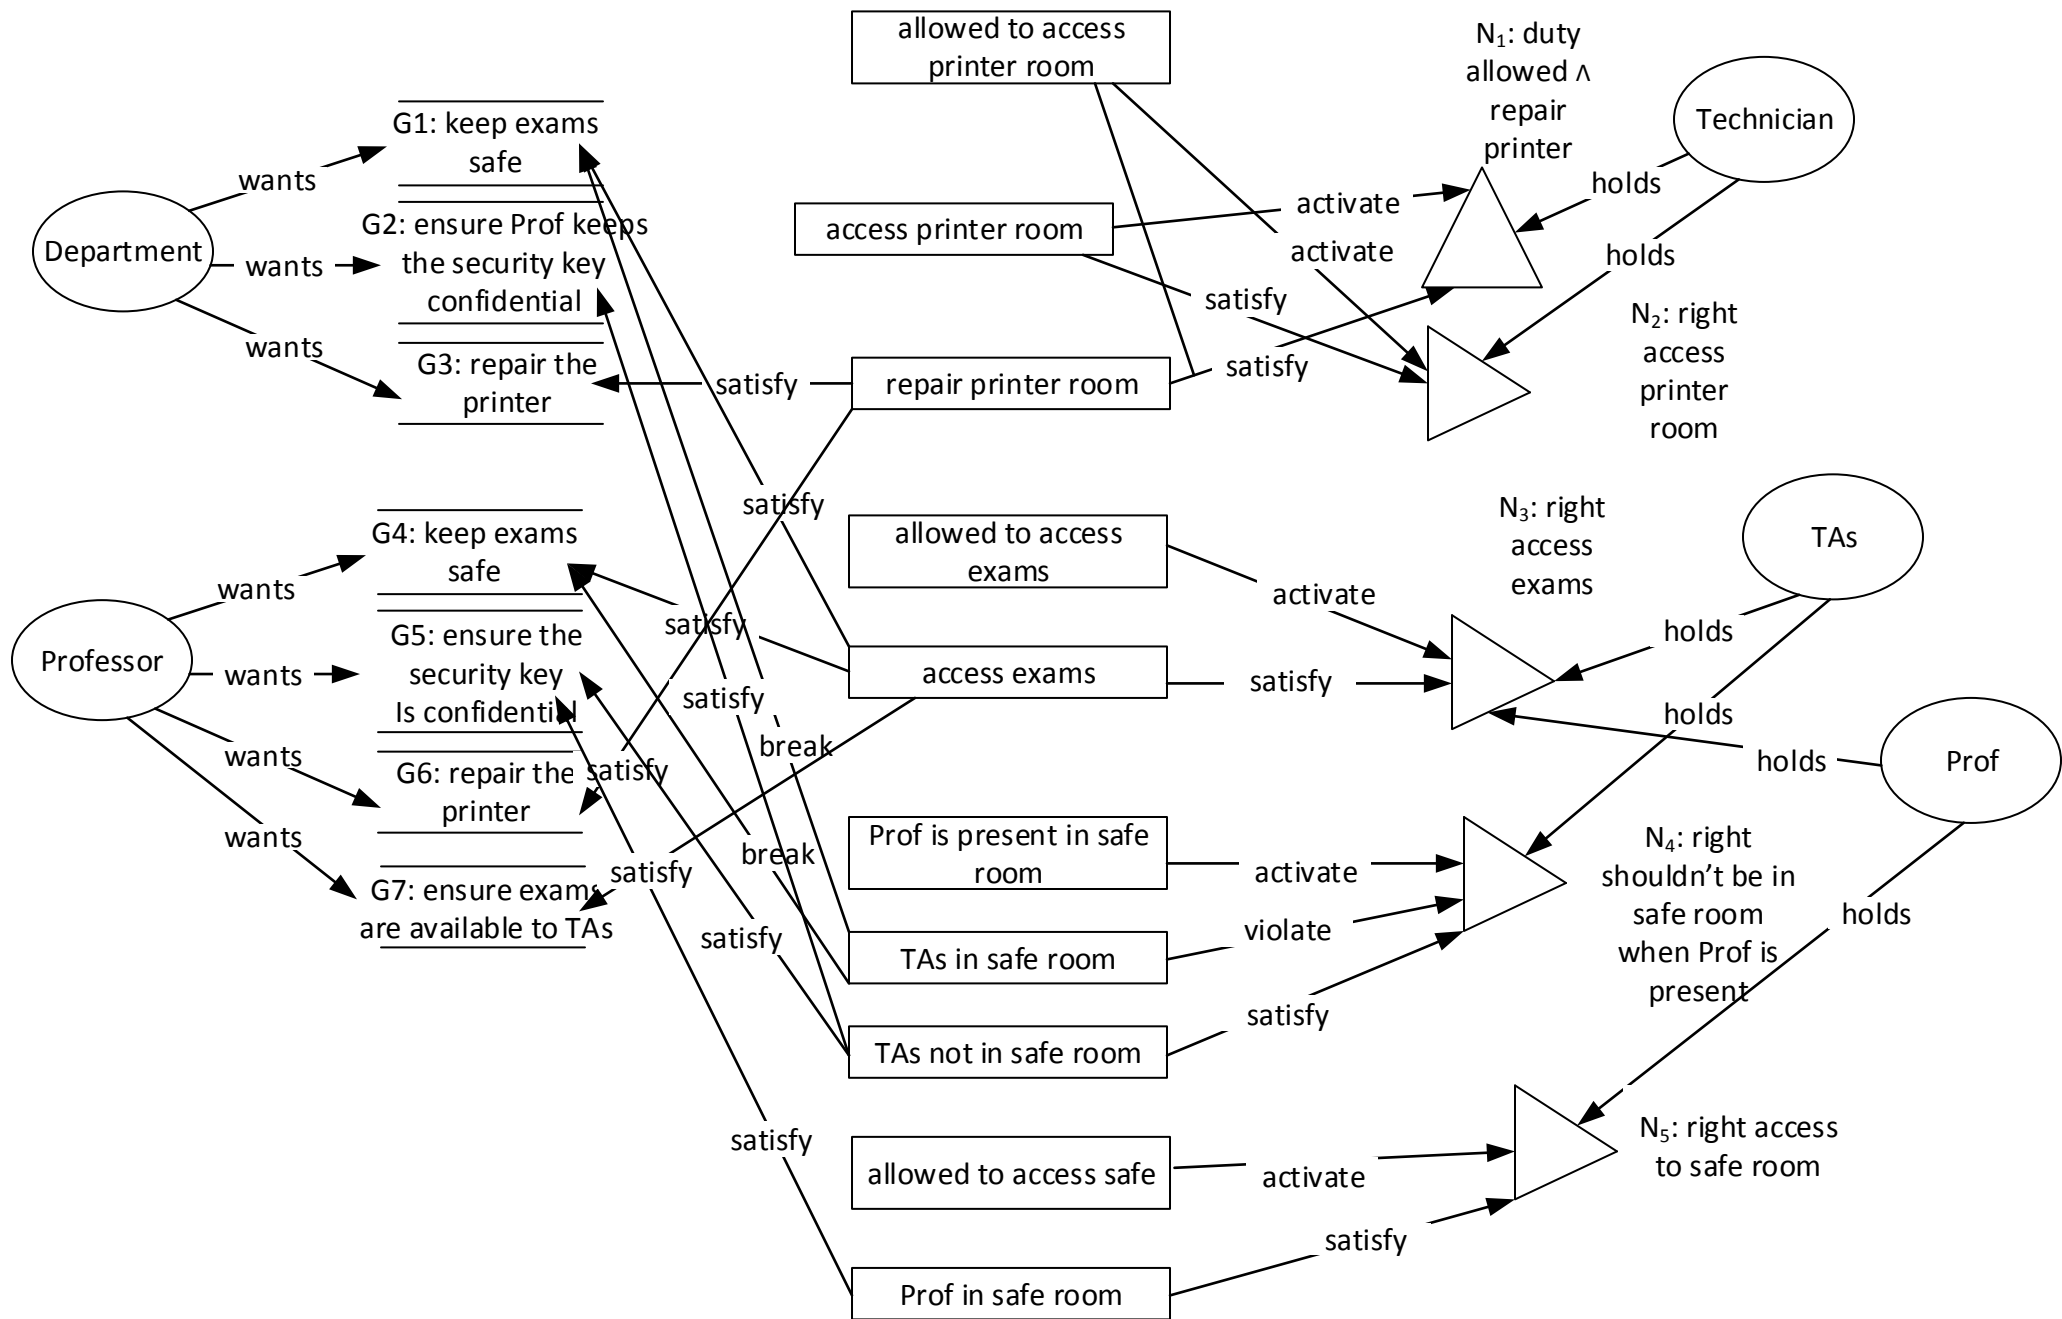 allowed to access
printer room
N₁: duty
allowed ∧
repair
printer
Technician
G1: keep exams
safe
wants
holds
access printer room
activate
Department
G2: ensure Prof keeps
the security key
confidential
wants
activate
holds
satisfy
N₂: right
access
printer
room
wants
G3: repair the
printer
satisfy
repair printer room
satisfy
satisfy
allowed to access
exams
N₃: right
access
exams
TAs
G4: keep exams
safe
wants
activate
satisfy
holds
Professor
G5: ensure the
security key
Is confidential
wants
satisfy
access exams
satisfy
holds
break
holds
Prof
wants
G6: repair the
printer
satisfy
wants
break
Prof is present in safe
room
activate
N₄: right
shouldn't be in
safe room
when Prof is
present
G7: ensure exams
are available to TAs
satisfy
satisfy
violate
holds
TAs in safe room
satisfy
TAs not in safe room
satisfy
allowed to access safe
activate
N₅: right access
to safe room
satisfy
Prof in safe room